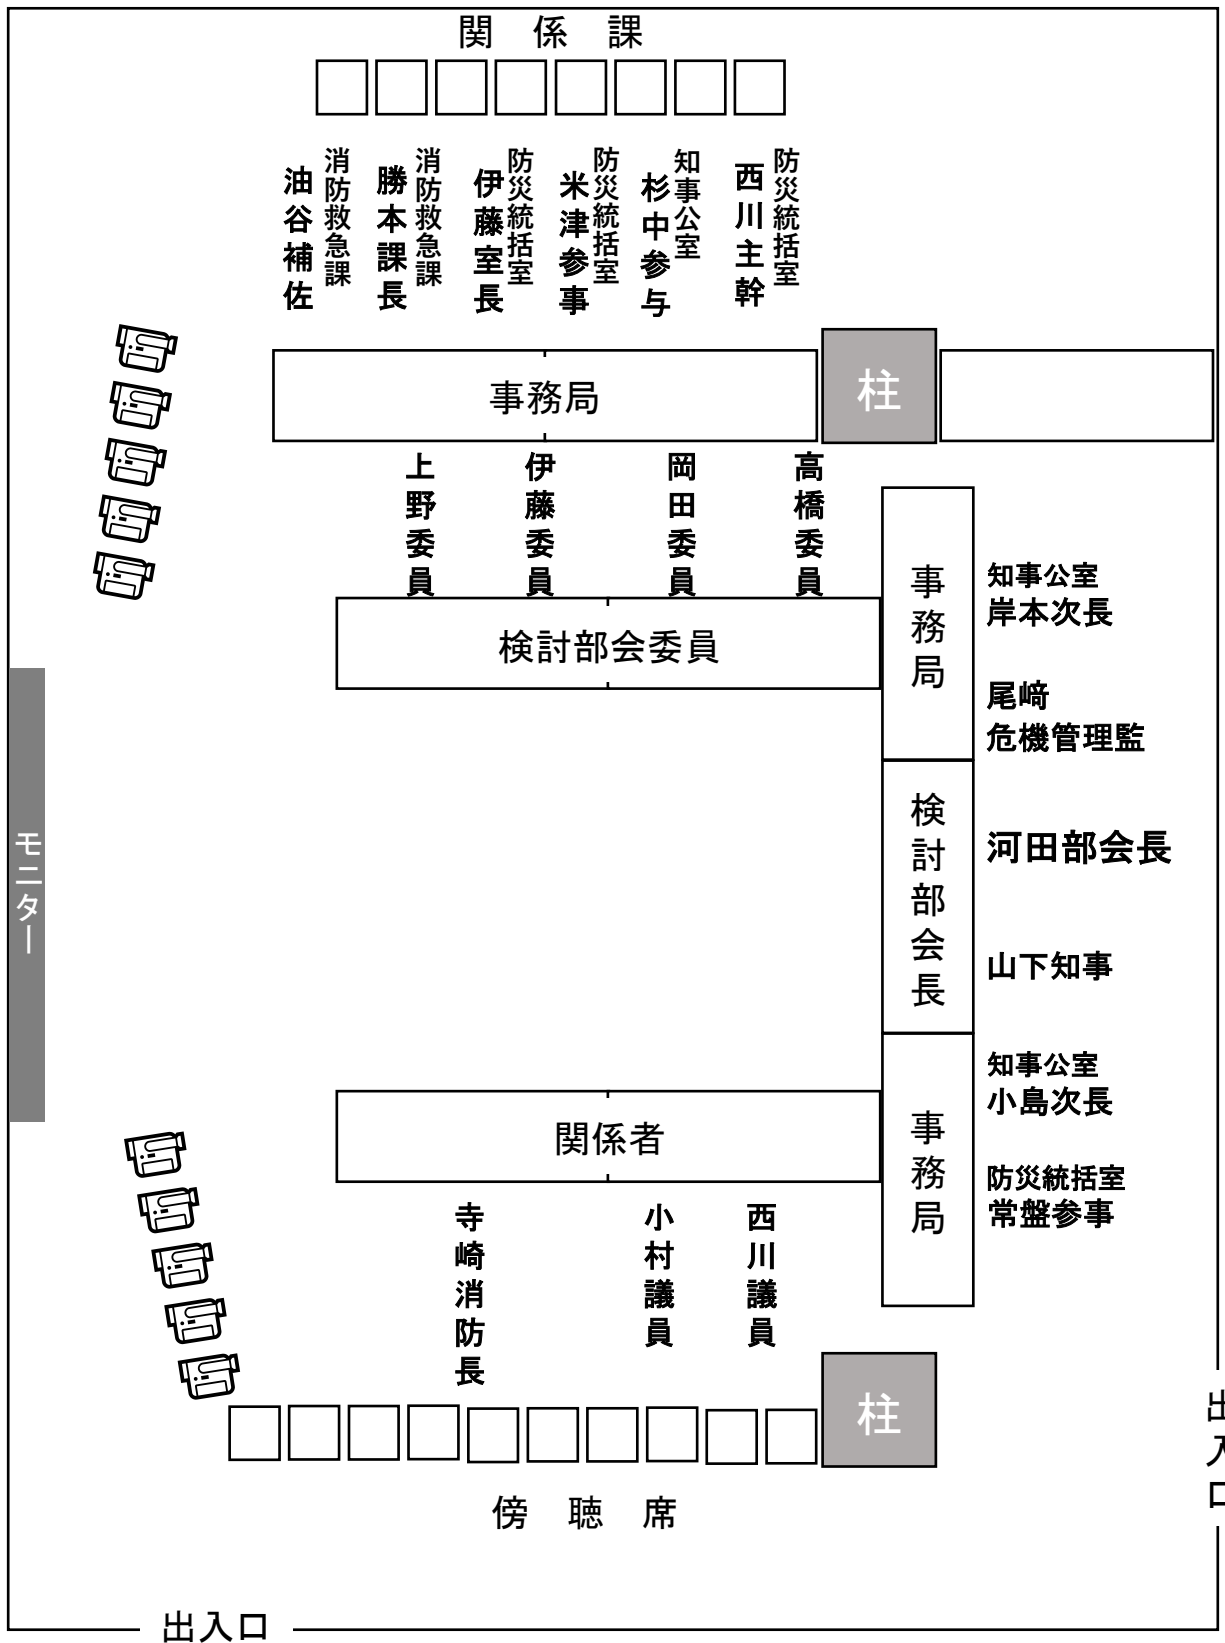 関係課
消防救急課
油谷補佐
消防救急課
勝本課長
防災統括室
伊藤室長
防災統括室
米津参事
知事公室
杉中参与
防災統括室
西川主幹
事務局
柱
上野委員
伊藤委員
岡田委員
高橋委員
検討部会委員
事務局
知事公室
岸本次長
尾﨑
危機管理監
検討部会長
河田部会長
山下知事
モニター
事務局
知事公室
小島次長
防災統括室
常盤参事
関係者
寺崎消防長
小村議員
西川議員
柱
傍聴席
出入口
出入口